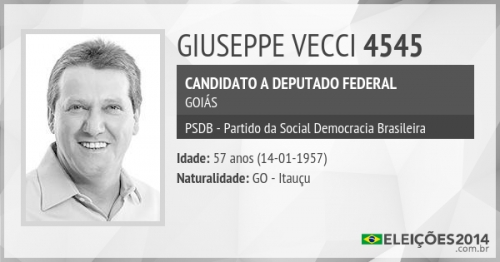 GIUSEPPE VECCI 4545
CANDIDATO A DEPUTADO FEDERAL
GOIÁS
PSDB - Partido da Social Democracia Brasileira
Idade: 57 anos (14-01-1957)
Naturalidade: GO - Itauçu
ELEIÇÕES2014
.com.br